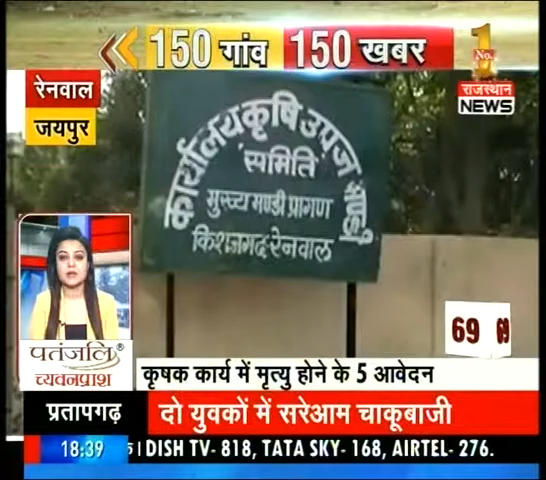 150 गांव 150 खबर
No. 1
राजस्थान
NEWS
रेनवाल
जयपुर
कार्यालय कृषि उपज मण्डी
समिति
मुख्य मण्डी प्रागण
किशनगढ-रेनवाल
69
पतंजलि®
च्यवनप्राश
कृषक कार्य में मृत्यु होने के 5 आवेदन
प्रतापगढ़
दो युवकों में सरेआम चाकूबाजी
18:39
DISH TV- 818, TATA SKY- 168, AIRTEL- 276.